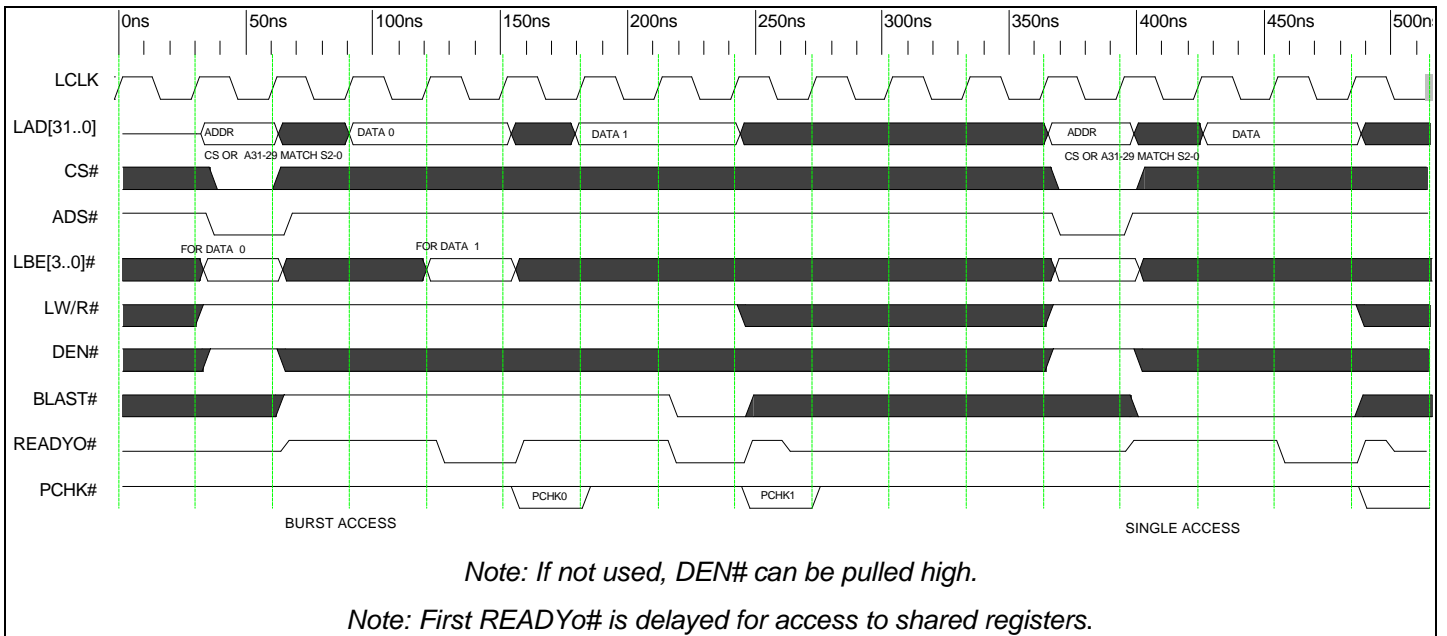 0ns 50ns 100ns 150ns 200ns 250ns 300ns 350ns 400ns 450ns 500n
LCLK
LAD[31..0] ADDR DATA 0 DATA 1 ADDR DATA
CS OR A31-29 MATCH S2-0 CS OR A31-29 MATCH S2-0
CS#
ADS#
FOR DATA 0 FOR DATA 1
LBE[3..0]#
LW/R#
DEN#
BLAST#
READYO#
PCHK# PCHK0 PCHK1
BURST ACCESS SINGLE ACCESS
Note: If not used, DEN# can be pulled high.
Note: First READYo# is delayed for access to shared registers.